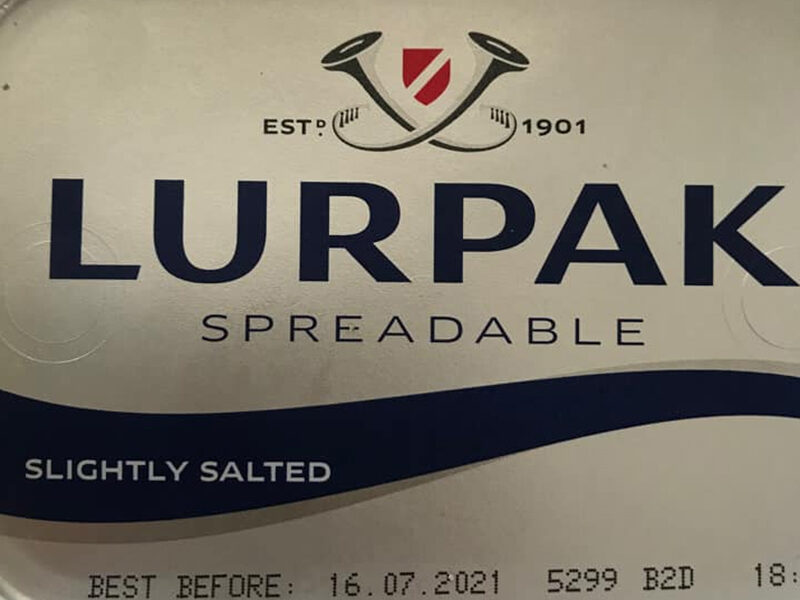 ESTD. 1901
LURPAK
SPREADABLE
SLIGHTLY SALTED
BEST BEFORE: 16.07.2021 5299 B2D 18: